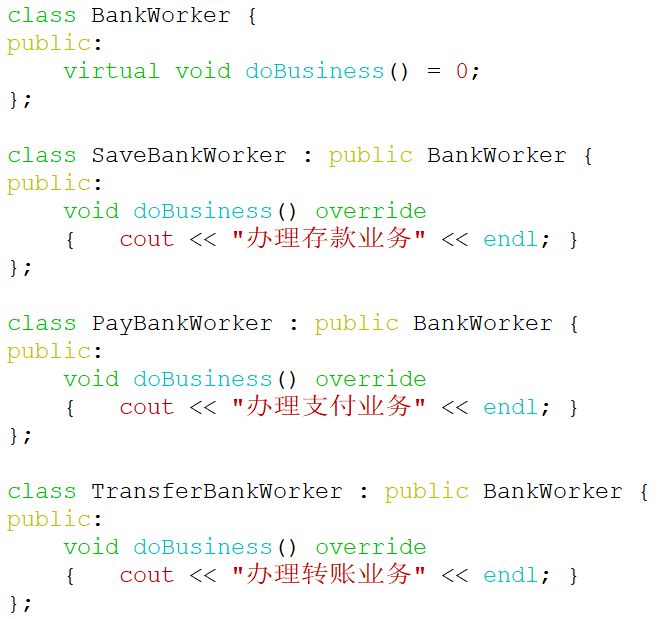 class BankWorker {
public:
    virtual void doBusiness() = 0;
};

class SaveBankWorker : public BankWorker {
public:
    void doBusiness() override
    {   cout << "办理存款业务" << endl; }
};

class PayBankWorker : public BankWorker {
public:
    void doBusiness() override
    {   cout << "办理支付业务" << endl; }
};

class TransferBankWorker : public BankWorker {
public:
    void doBusiness() override
    {   cout << "办理转账业务" << endl; }
};